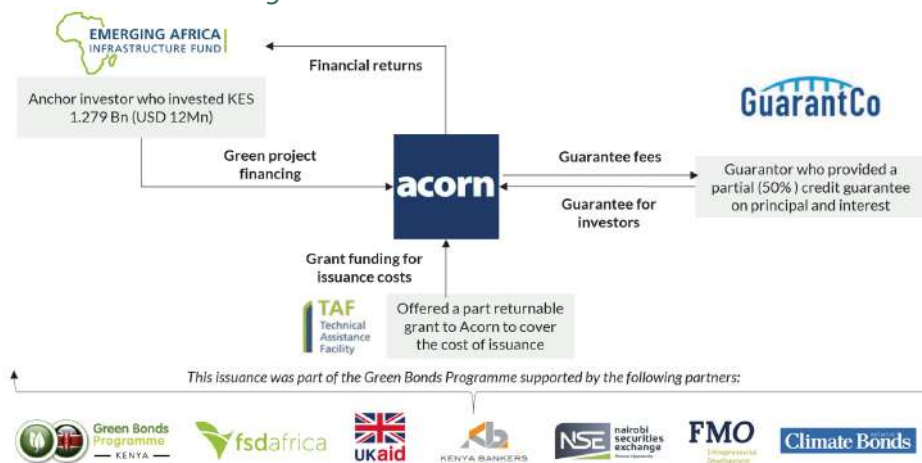 EMERGING AFRICA
INFRASTRUCTURE FUND
Financial returns
Anchor investor who invested KES
1.279 Bn (USD 12Mn)
GuarantCo
Green project
financing
acorn
Guarantee fees
Guarantee for
investors
Guarantor who provided a
partial (50%) credit guarantee
on principal and interest
Grant funding for
issuance costs
TAF
Technical
Assistance
Facility
Offered a part returnable
grant to Acorn to cover
the cost of issuance
This issuance was part of the Green Bonds Programme supported by the following partners:
Green Bonds
Programme
KENYA
fsdafrica
UKaid
KENYA BANKERS
NSE
nairobi
securities
exchange
FMO
Entrepreneurial
Development
Climate Bonds